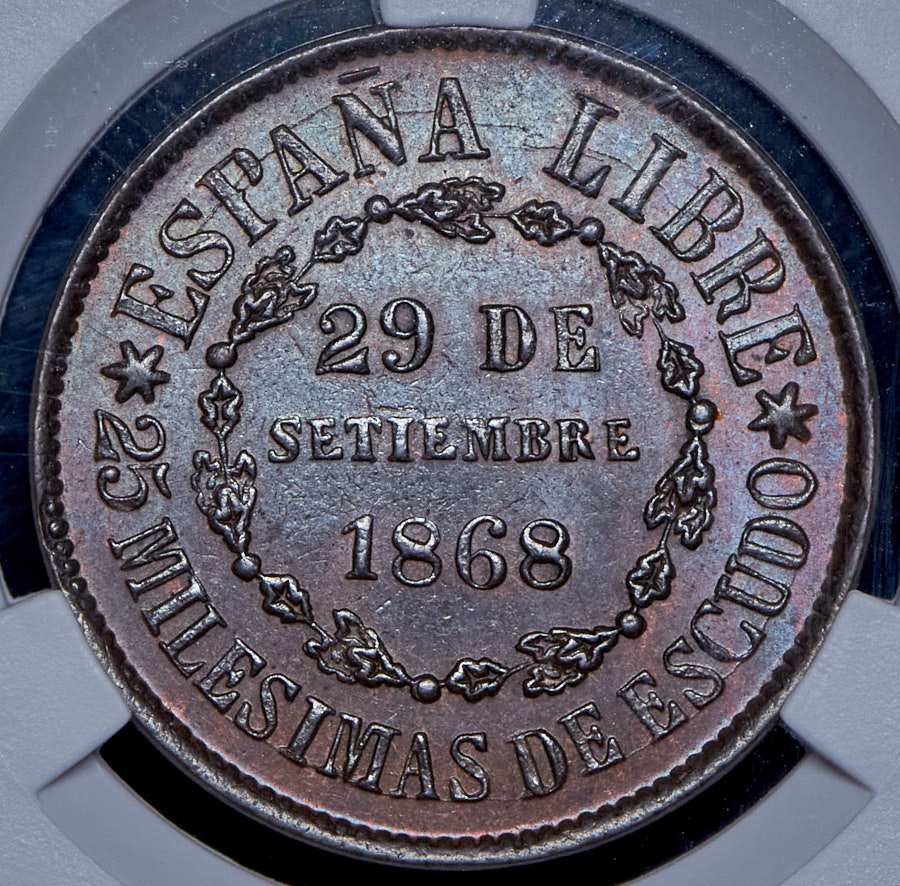 ESPAÑA LIBRE
29 DE
SETIEMBRE
1868
25 MILESIMAS DE ESCUDO